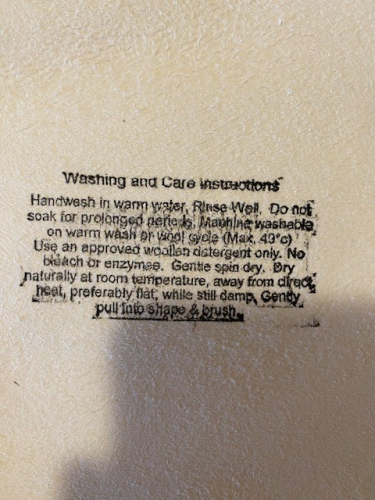 Washing and Care Instructions
Handwash in warm water, Rinse Well. Do not
soak for prolonged periods. Machine washable
on warm wash or wool cycle (Max. 40°c)
Use an approved woollen detergent only. No
bleach or enzymes. Gentle spin dry. Dry
naturally at room temperature, away from direct
heat, preferably flat, while still damp, Gently
pull into shape & brush.